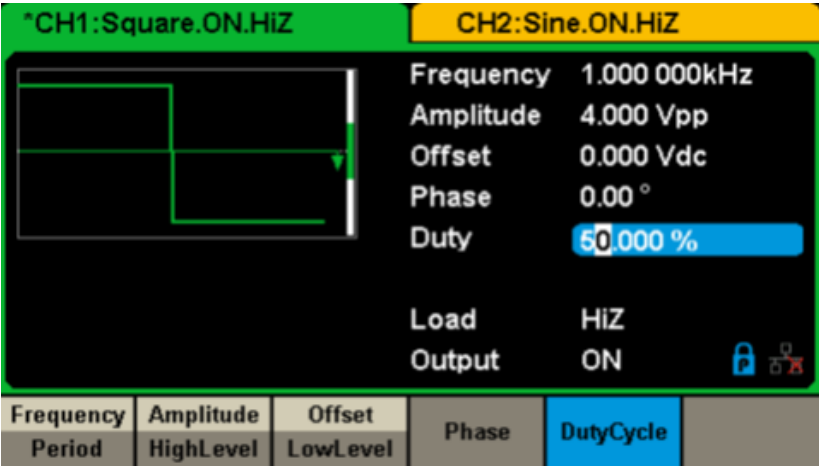 *CH1:Square.ON.HiZ CH2:Sine.ON.HiZ
Frequency 1.000 000kHz
Amplitude 4.000 Vpp
Offset 0.000 Vdc
Phase 0.00 °
Duty 50.000 %
Load HiZ
Output ON P
Frequency Amplitude Offset Phase DutyCycle
Period HighLevel LowLevel